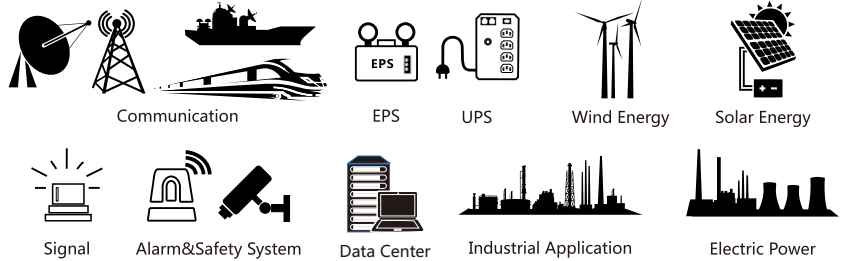 EPS
Communication
EPS
UPS
Wind Energy
Solar Energy
Signal
Alarm&Safety System
Data Center
Industrial Application
Electric Power